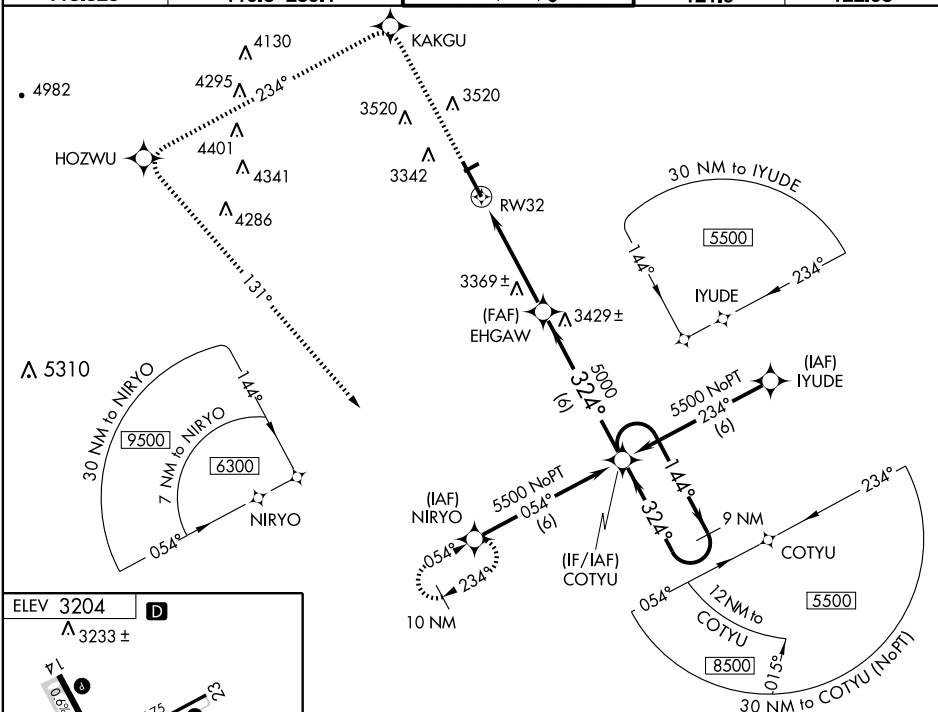 4130
KAKGU
4295
234°
4982
3520
3520
4401
HOZWU
3342
4341
30 NM to IYUDE
4286
RW32
5500
144°
234°
131°
IYUDE
3369 ±
(FAF)
EHGAW
3429 ±
5310
5000
324°
(6)
(IAF)
IYUDE
5500 NoPT
234°
(6)
30 NM to NIRYO
144°
9500
7 NM to NIRYO
6300
NIRYO
054°
(IAF)
NIRYO
5500 NoPT
054°
(6)
144°
324°
9 NM
234°
COTYU
054°
234°
10 NM
(IF/IAF)
COTYU
054°
12 NM to
COTYU
5500
8500
015°
30 NM to COTYU (NoPT)
ELEV 3204
D
3233 ±
14
P
0.6%
23